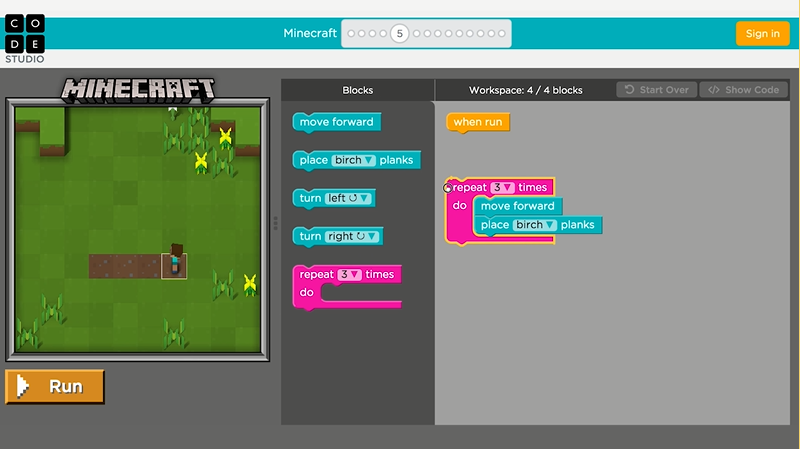 C O
D E
STUDIO
Minecraft
5
Sign in
MINECRAFT
Blocks
Workspace: 4 / 4 blocks
Start Over
</> Show Code
move forward
place birch planks
turn left
turn right
repeat 3 times
do
when run
repeat 3 times
do move forward
place birch planks
Run